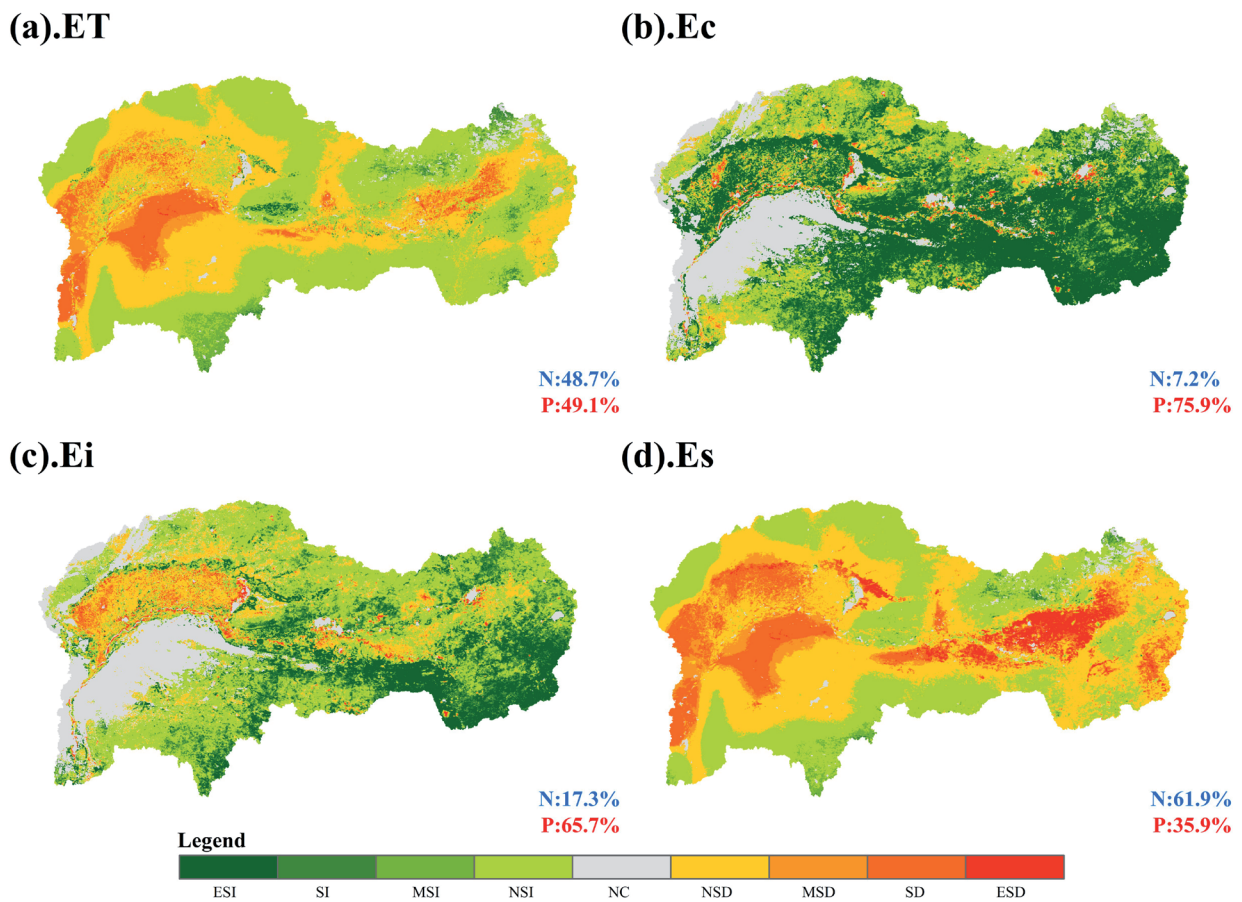 (a).ET
(b).Ec
N:48.7%
P:49.1%
N:7.2%
P:75.9%
(c).Ei
(d).Es
N:17.3%
P:65.7%
N:61.9%
P:35.9%
Legend
ESI SI MSI NSI NC NSD MSD SD ESD